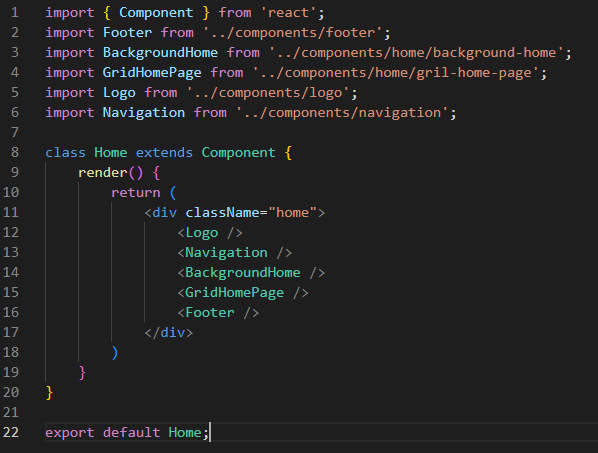 1 import { Component } from 'react';
2 import Footer from '../components/footer';
3 import BackgroundHome from '../components/home/background-home';
4 import GridHomePage from '../components/home/gril-home-page';
5 import Logo from '../components/logo';
6 import Navigation from '../components/navigation';
7
8 class Home extends Component {
9     render() {
10         return (
11             <div className="home">
12                 <Logo />
13                 <Navigation />
14                 <BackgroundHome />
15                 <GridHomePage />
16                 <Footer />
17             </div>
18         )
19     }
20 }
21
22 export default Home;